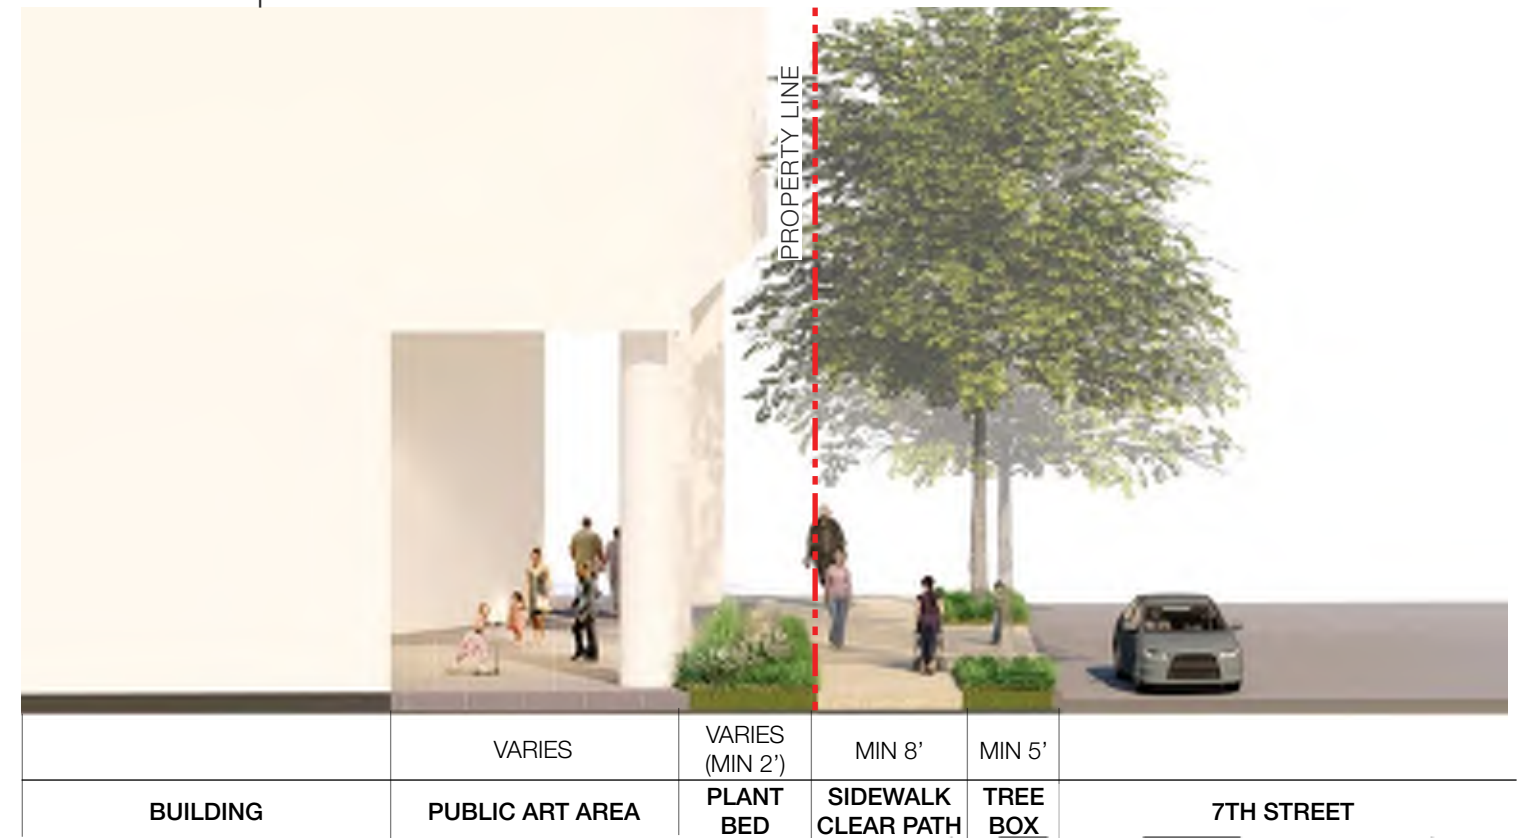 PROPERTY LINE
VARIES
VARIES
(MIN 2’)
MIN 8’
MIN 5’
BUILDING
PUBLIC ART AREA
PLANT
BED
SIDEWALK
CLEAR PATH
TREE
BOX
7TH STREET